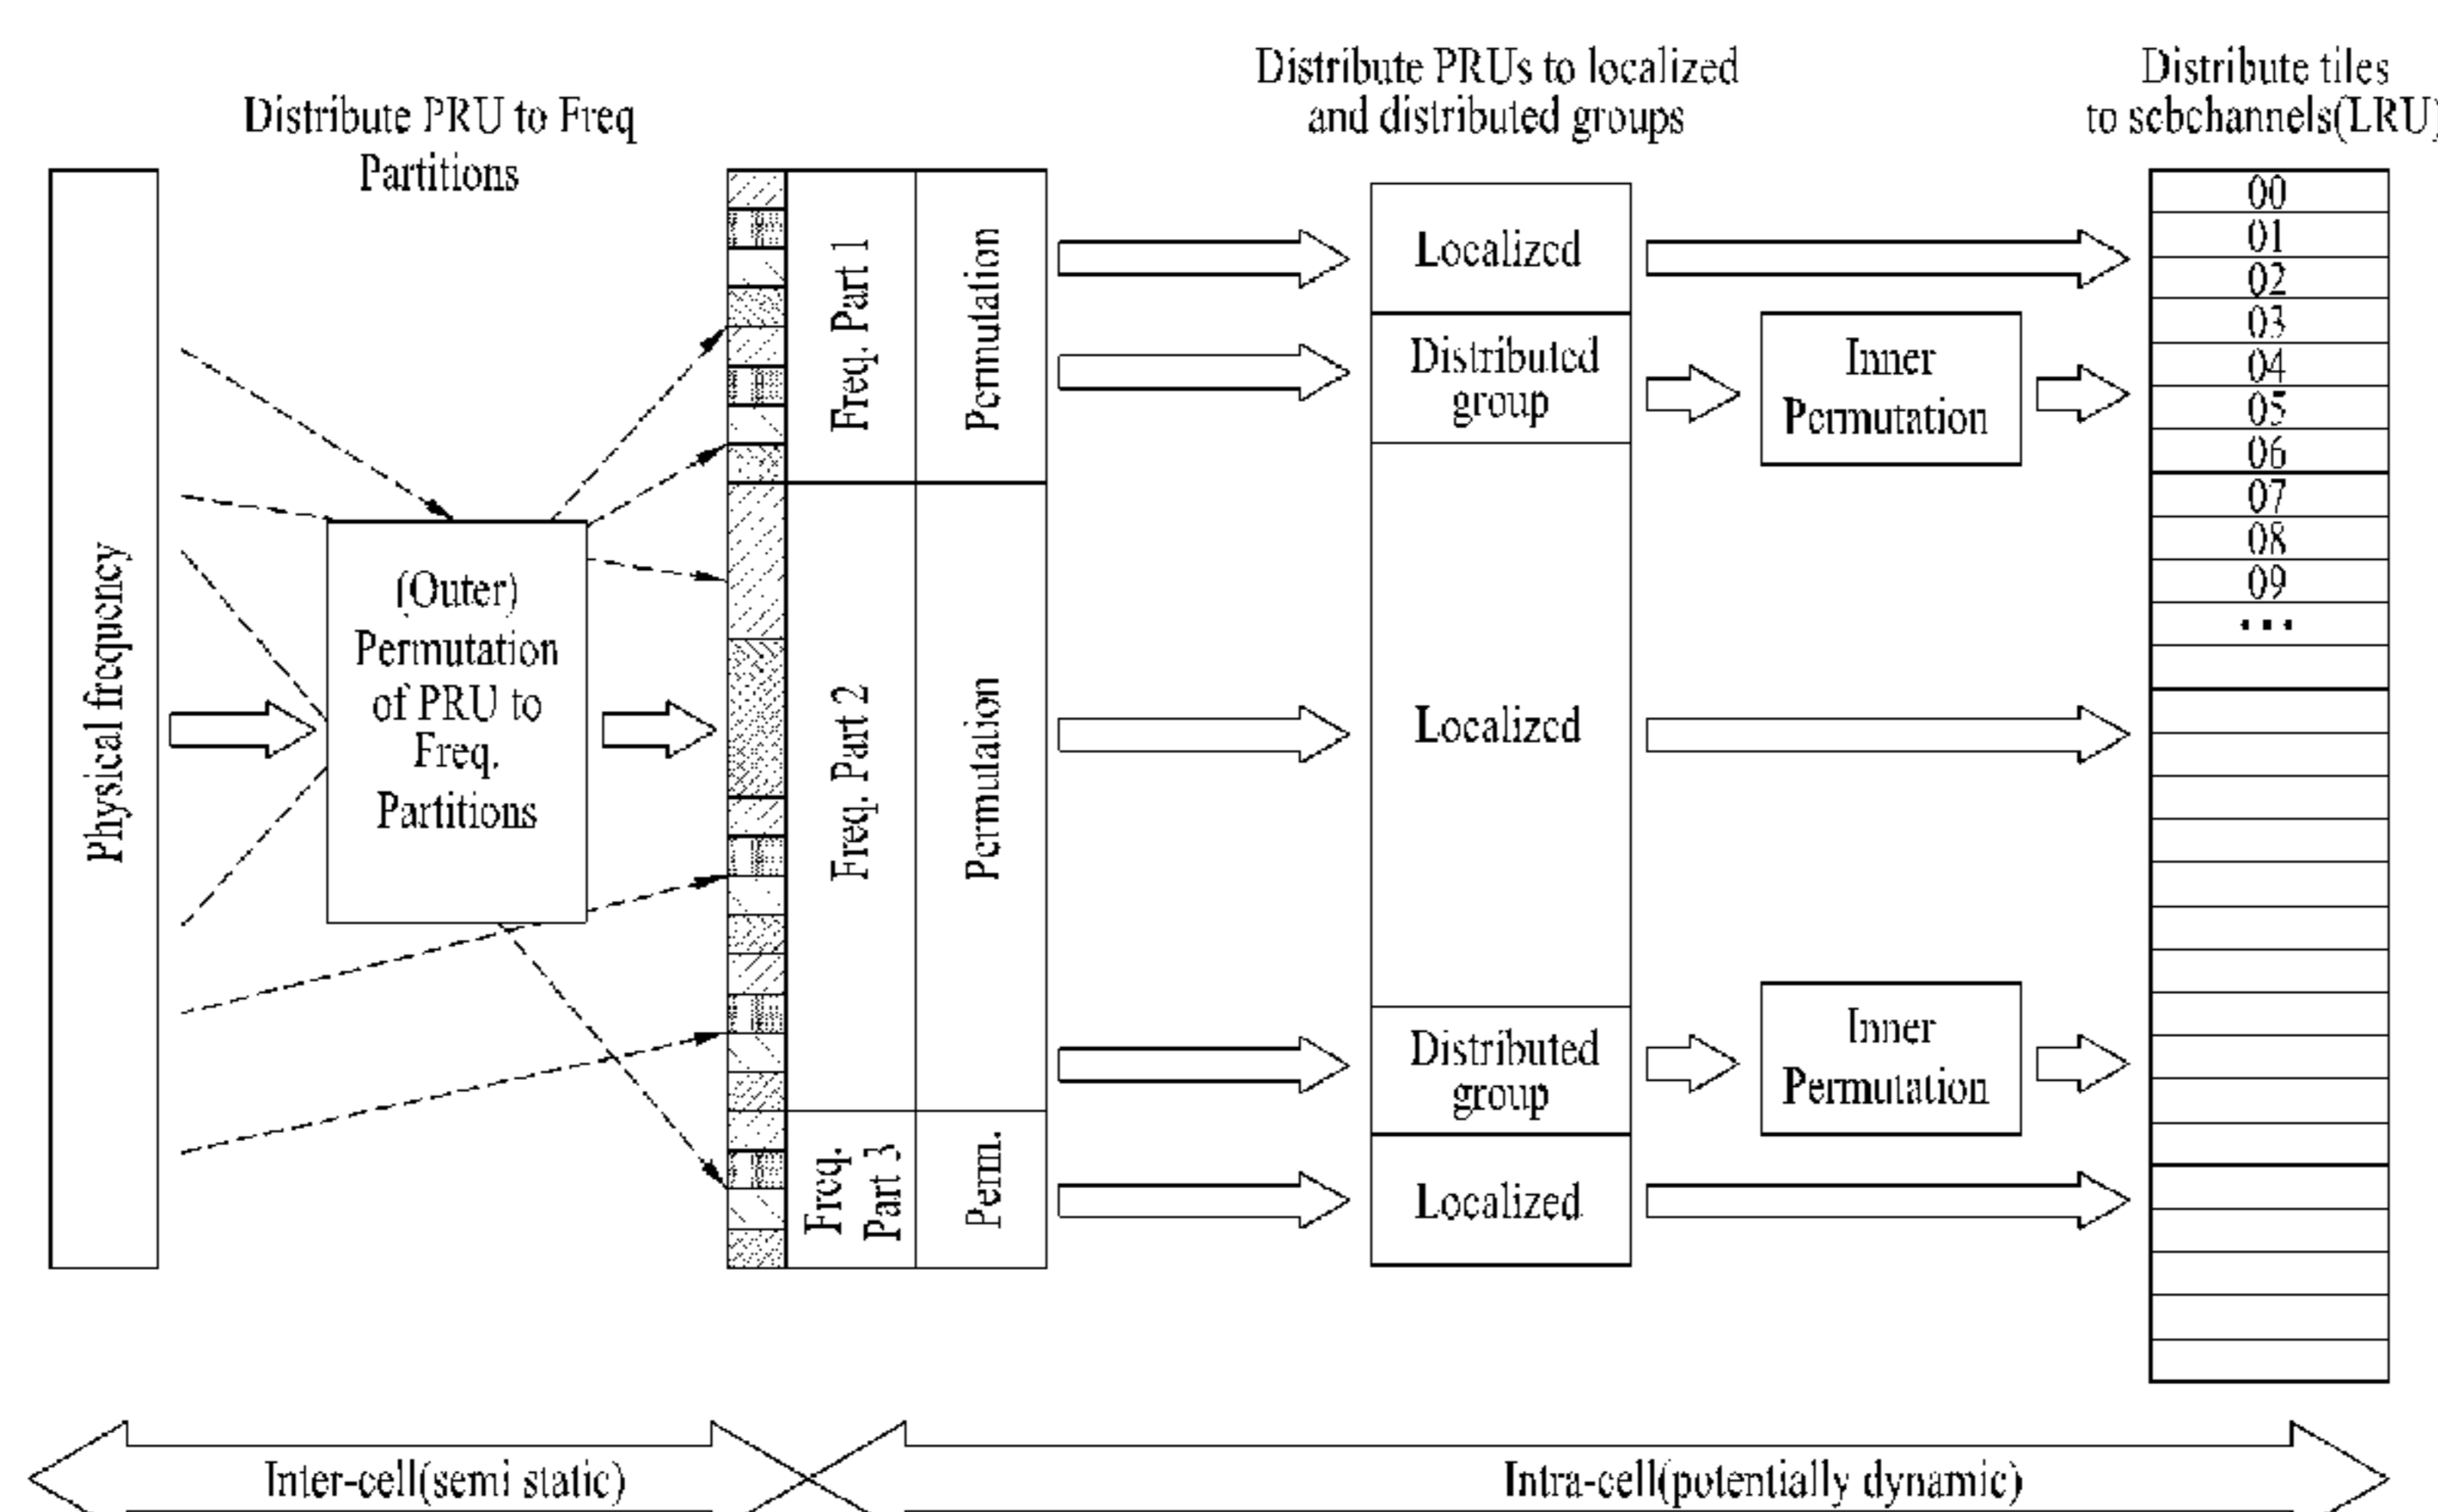 Distribute PRU to Freq
Partitions
Distribute PRUs to localized
and distributed groups
Distribute tiles
to scbchannels(LRU)
Physical frequency
(Outer)
Permutation
of PRU to
Freq.
Partitions
Freq. Part 1
Permutation
Freq. Part 2
Permutation
Freq.
Part 3
Perm.
Localized
Distributed
group
Localized
Distributed
group
Localized
Inner
Permutation
Inner
Permutation
00
01
02
03
04
05
06
07
08
09
...
Inter-cell(semi static)
Intra-cell(potentially dynamic)